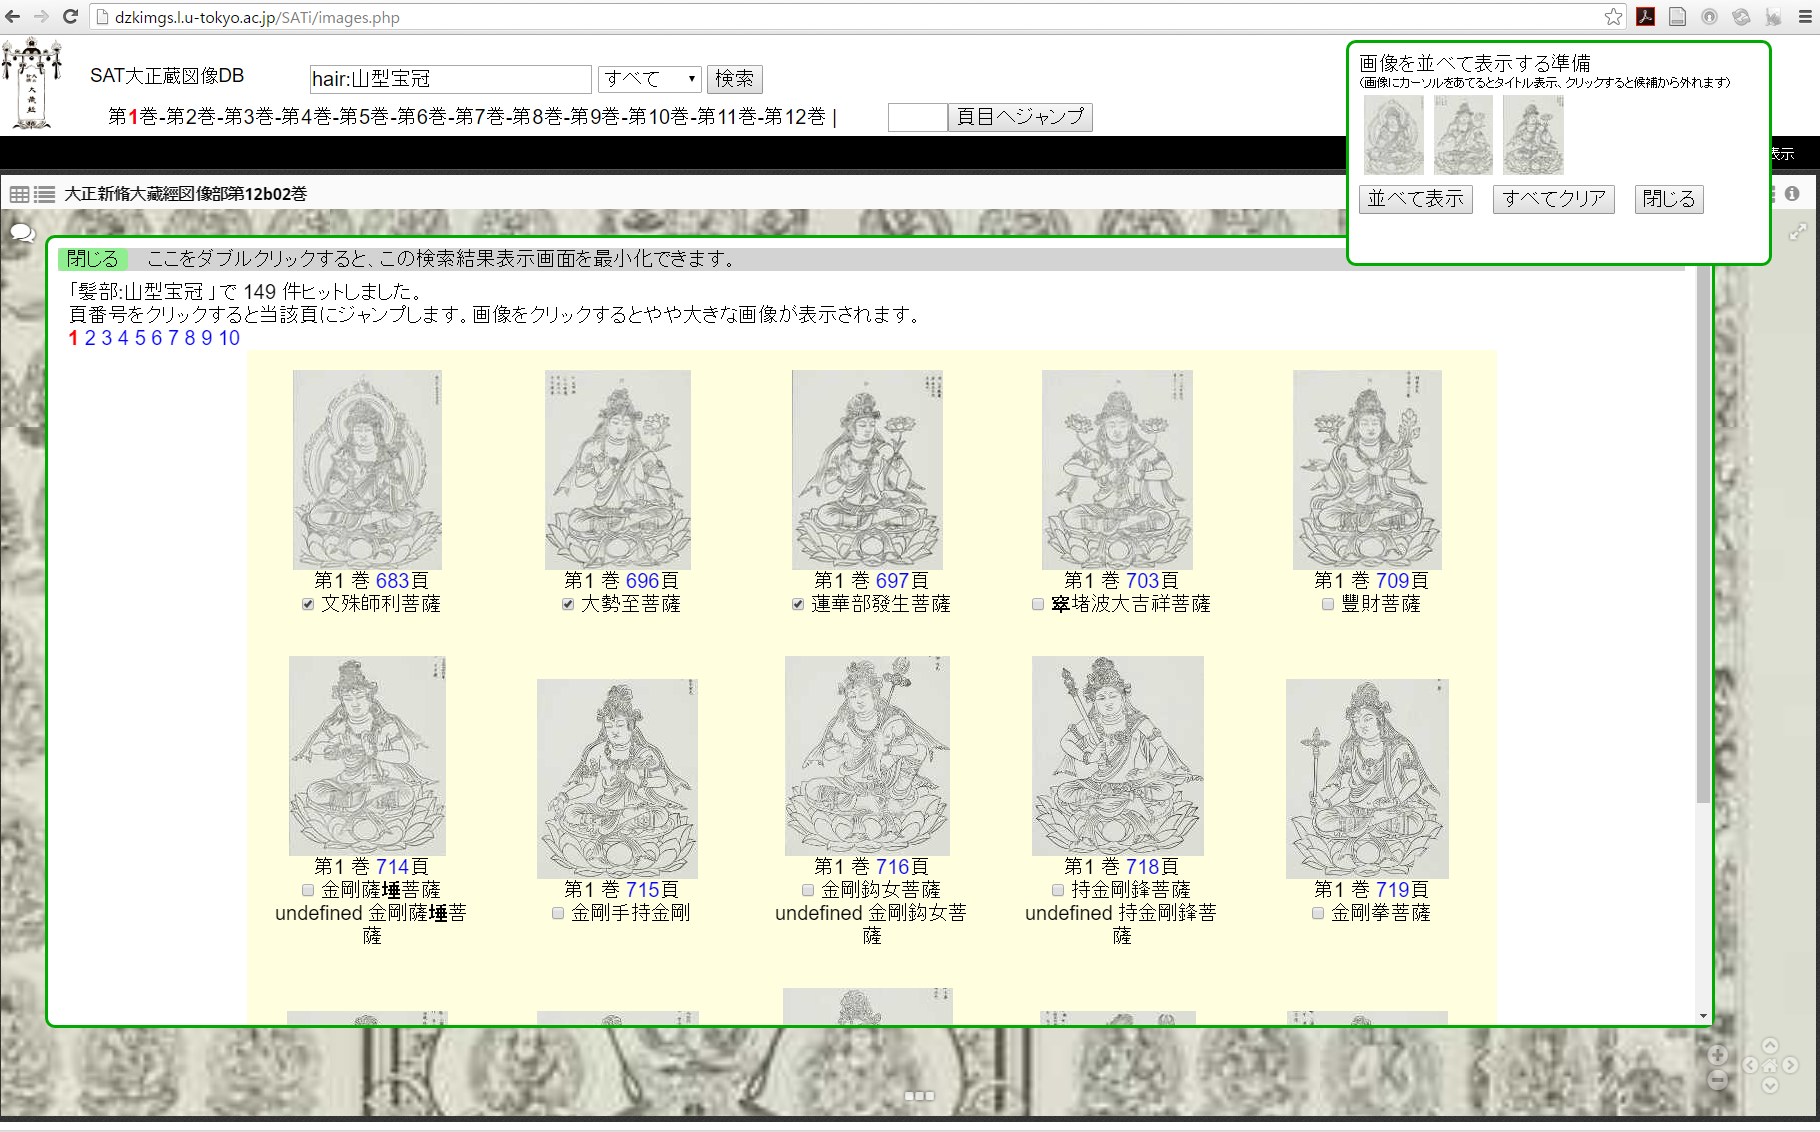 dzkimgs.l.u-tokyo.ac.jp/SATi/images.php
SAT大正蔵図像DB
hair:山型宝冠
すべて
検索
第1巻-第2巻-第3巻-第4巻-第5巻-第6巻-第7巻-第8巻-第9巻-第10巻-第11巻-第12巻 |
頁目へジャンプ
画像を並べて表示する準備
(画像にカーソルをあてるとタイトル表示、クリックすると候補から外れます)
並べて表示
すべてクリア
閉じる
表示
大正新脩大蔵經図像部第12b02巻
閉じる
ここをダブルクリックすると、この検索結果表示画面を最小化できます。
「髪部:山型宝冠 」で 149 件ヒットしました。
頁番号をクリックすると当該頁にジャンプします。画像をクリックするとやや大きな画像が表示されます。
1 2 3 4 5 6 7 8 9 10
第1 巻 683頁
文殊師利菩薩
第1 巻 696頁
大勢至菩薩
第1 巻 697頁
蓮華部發生菩薩
第1 巻 703頁
窣堵波大吉祥菩薩
第1 巻 709頁
豐財菩薩
第1 巻 714頁
金剛薩埵菩薩
undefined 金剛薩埵菩
薩
第1 巻 715頁
金剛手持金剛
第1 巻 716頁
金剛鈎女菩薩
undefined 金剛鈎女菩
薩
第1 巻 718頁
持金剛鋒菩薩
undefined 持金剛鋒菩
薩
第1 巻 719頁
金剛拳菩薩